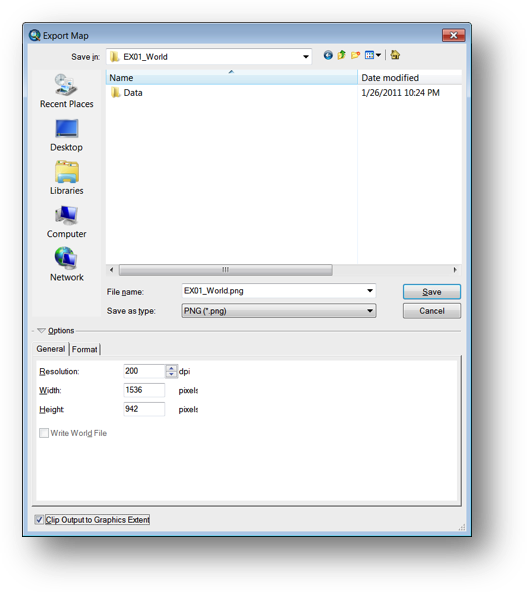 Export Map
Save in: EX01_World
Name Date modified
Data 1/26/2011 10:24 PM
Recent Places
Desktop
Libraries
Computer
Network
File name: EX01_World.png Save
Save as type: PNG (*.png) Cancel
Options
General Format
Resolution: 200 dpi
Width: 1536 pixels
Height: 942 pixels
Write World File
Clip Output to Graphics Extent